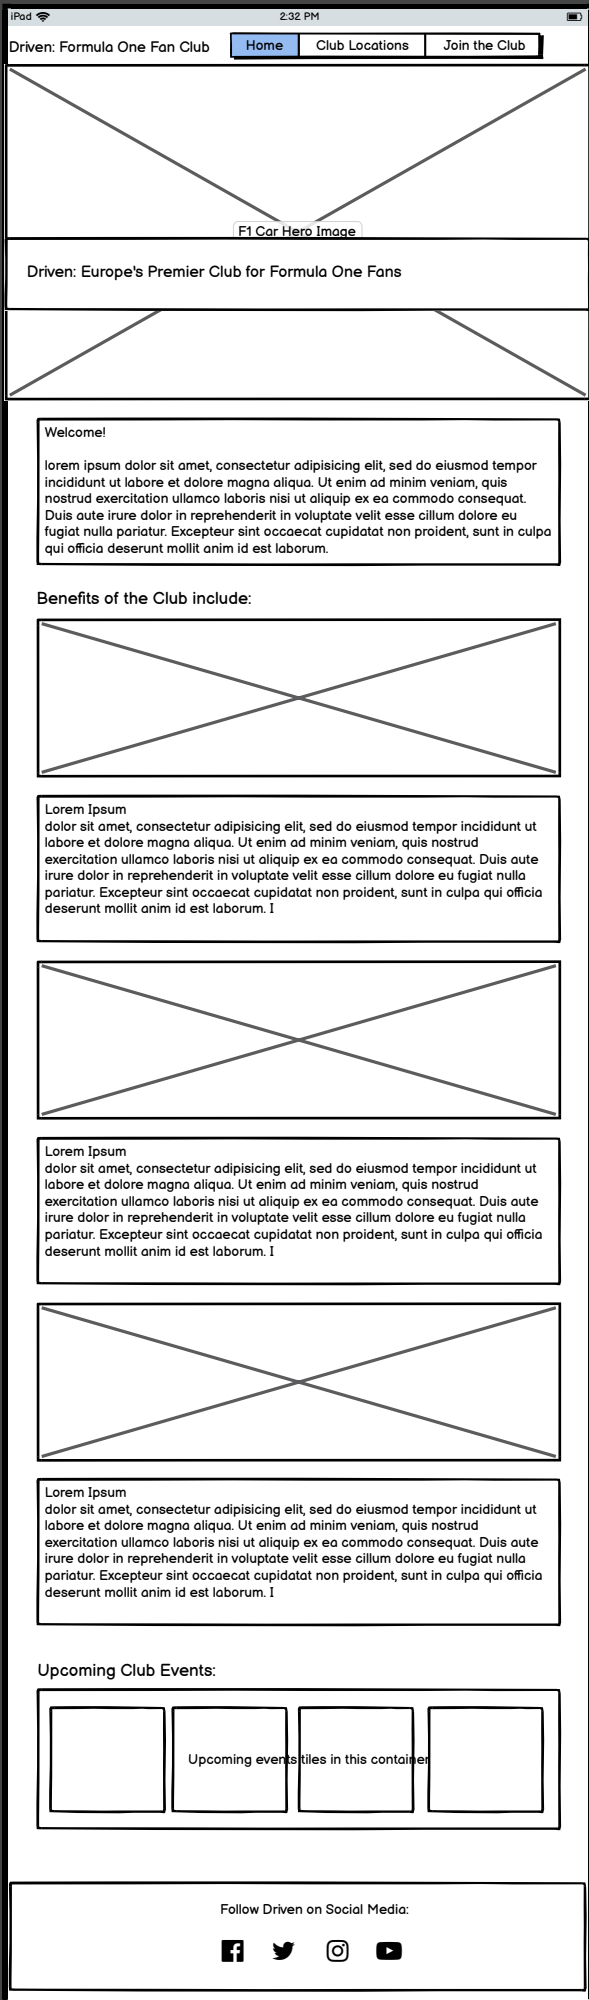 iPad 2:32 PM
Driven: Formula One Fan Club Home Club Locations Join the Club
F1 Car Hero Image
Driven: Europe's Premier Club for Formula One Fans
Welcome!
lorem ipsum dolor sit amet, consectetur adipisicing elit, sed do eiusmod tempor
incididunt ut labore et dolore magna aliqua. Ut enim ad minim veniam, quis
nostrud exercitation ullamco laboris nisi ut aliquip ex ea commodo consequat.
Duis aute irure dolor in reprehenderit in voluptate velit esse cillum dolore eu
fugiat nulla pariatur. Excepteur sint occaecat cupidatat non proident, sunt in culpa
qui officia deserunt mollit anim id est laborum.
Benefits of the Club include:
Lorem Ipsum
dolor sit amet, consectetur adipisicing elit, sed do eiusmod tempor incididunt ut
labore et dolore magna aliqua. Ut enim ad minim veniam, quis nostrud
exercitation ullamco laboris nisi ut aliquip ex ea commodo consequat. Duis aute
irure dolor in reprehenderit in voluptate velit esse cillum dolore eu fugiat nulla
pariatur. Excepteur sint occaecat cupidatat non proident, sunt in culpa qui officia
deserunt mollit anim id est laborum. I
Lorem Ipsum
dolor sit amet, consectetur adipisicing elit, sed do eiusmod tempor incididunt ut
labore et dolore magna aliqua. Ut enim ad minim veniam, quis nostrud
exercitation ullamco laboris nisi ut aliquip ex ea commodo consequat. Duis aute
irure dolor in reprehenderit in voluptate velit esse cillum dolore eu fugiat nulla
pariatur. Excepteur sint occaecat cupidatat non proident, sunt in culpa qui officia
deserunt mollit anim id est laborum. I
Lorem Ipsum
dolor sit amet, consectetur adipisicing elit, sed do eiusmod tempor incididunt ut
labore et dolore magna aliqua. Ut enim ad minim veniam, quis nostrud
exercitation ullamco laboris nisi ut aliquip ex ea commodo consequat. Duis aute
irure dolor in reprehenderit in voluptate velit esse cillum dolore eu fugiat nulla
pariatur. Excepteur sint occaecat cupidatat non proident, sunt in culpa qui officia
deserunt mollit anim id est laborum. I
Upcoming Club Events:
Upcoming events tiles in this container
Follow Driven on Social Media: